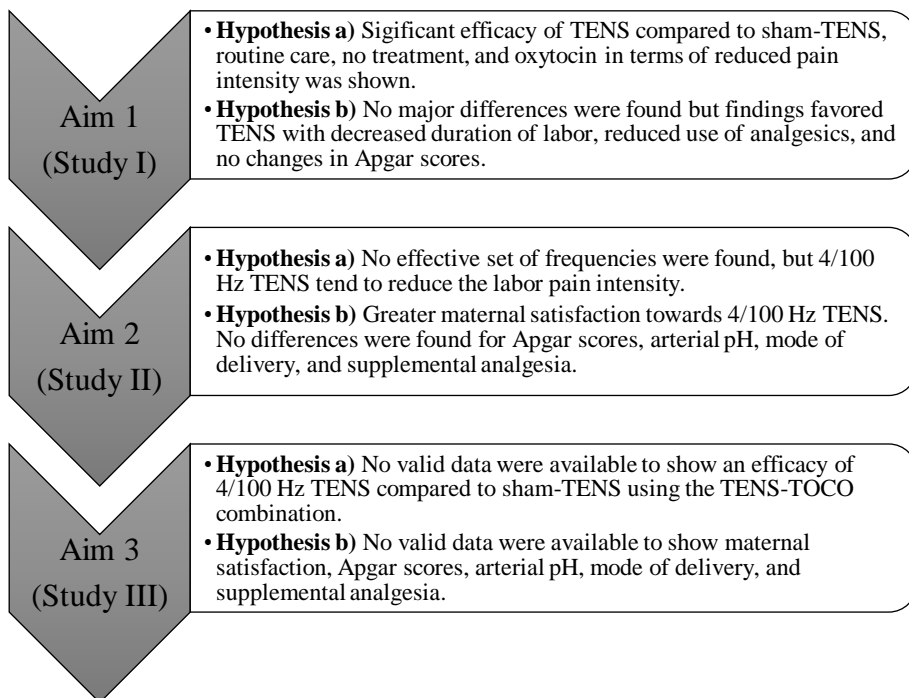 Aim 1
(Study I)
• Hypothesis a) Sigificant efficacy of TENS compared to sham-TENS,
routine care, no treatment, and oxytocin in terms of reduced pain
intensity was shown.
• Hypothesis b) No major differences were found but findings favored
TENS with decreased duration of labor, reduced use of analgesics, and
no changes in Apgar scores.
Aim 2
(Study II)
• Hypothesis a) No effective set of frequencies were found, but 4/100
Hz TENS tend to reduce the labor pain intensity.
• Hypothesis b) Greater maternal satisfaction towards 4/100 Hz TENS.
No differences were found for Apgar scores, arterial pH, mode of
delivery, and supplemental analgesia.
Aim 3
(Study III)
• Hypothesis a) No valid data were available to show an efficacy of
4/100 Hz TENS compared to sham-TENS using the TENS-TOCO
combination.
• Hypothesis b) No valid data were available to show maternal
satisfaction, Apgar scores, arterial pH, mode of delivery, and
supplemental analgesia.